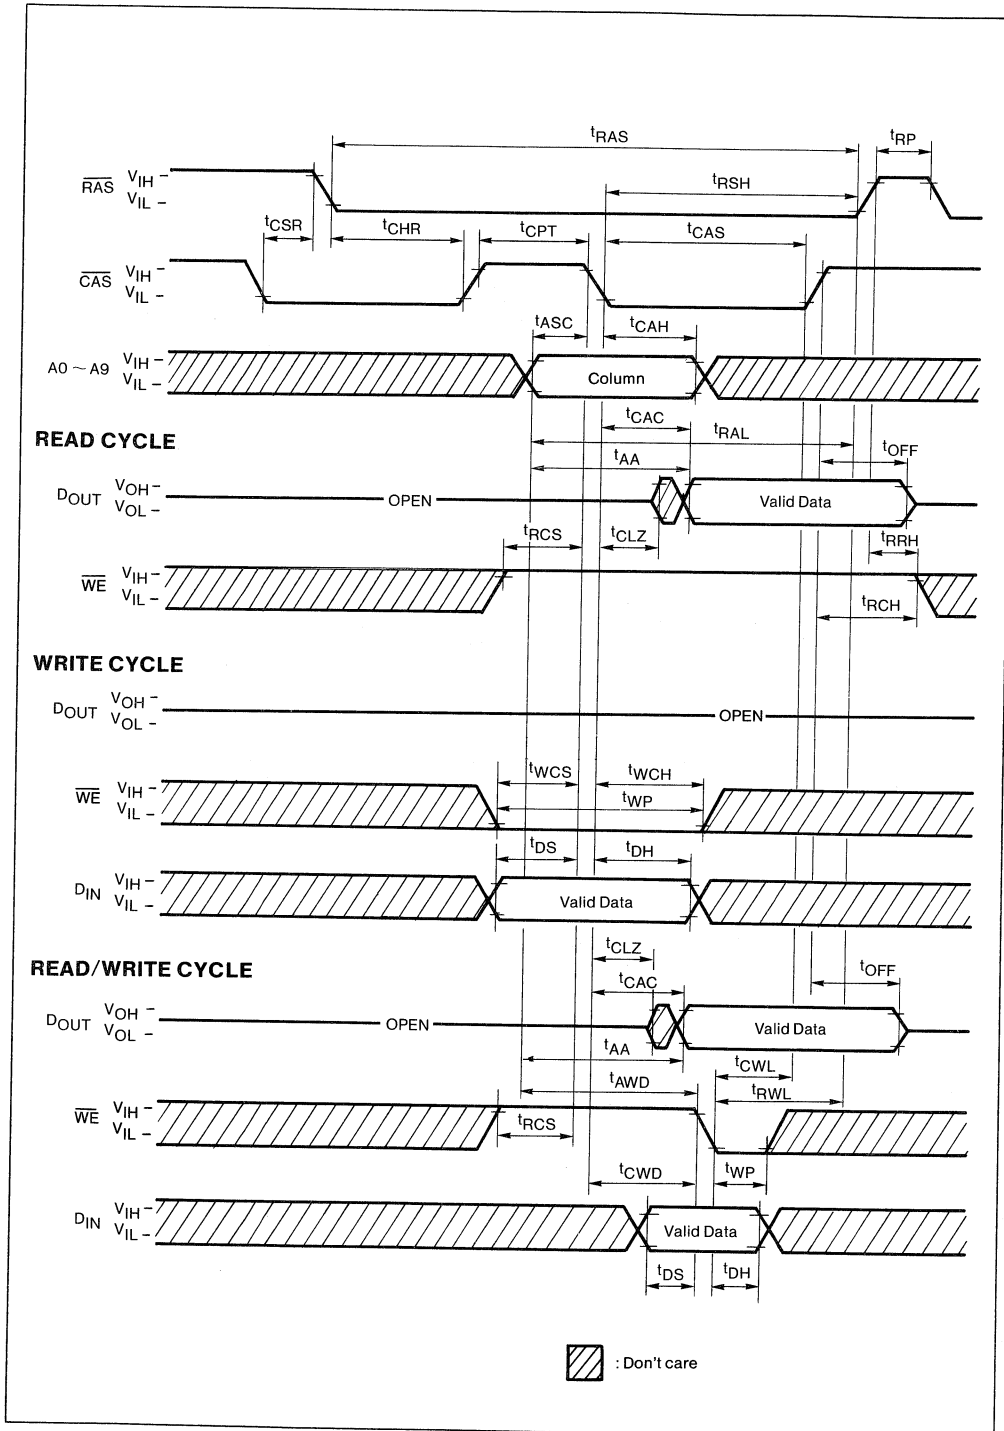 tRAS
tRP
RAS VIH
VIL
tRSH
tCSR
tCHR
tCPT
tCAS
CAS VIH
VIL
tASC
tCAH
A0 ~ A9 VIH
VIL
Column
tCAC
tRAL
READ CYCLE
tAA
tOFF
DOUT VOH
VOL
OPEN
Valid Data
tRCS
tCLZ
tRRH
WE VIH
VIL
tRCH
WRITE CYCLE
DOUT VOH
VOL
OPEN
tWCS
tWCH
WE VIH
VIL
tWP
tDS
tDH
DIN VIH
VIL
Valid Data
tCLZ
READ/WRITE CYCLE
tCAC
tOFF
DOUT VOH
VOL
OPEN
Valid Data
tAA
tCWL
tAWD
tRWL
WE VIH
VIL
tRCS
tCWD
tWP
DIN VIH
VIL
Valid Data
tDS
tDH
: Don't care